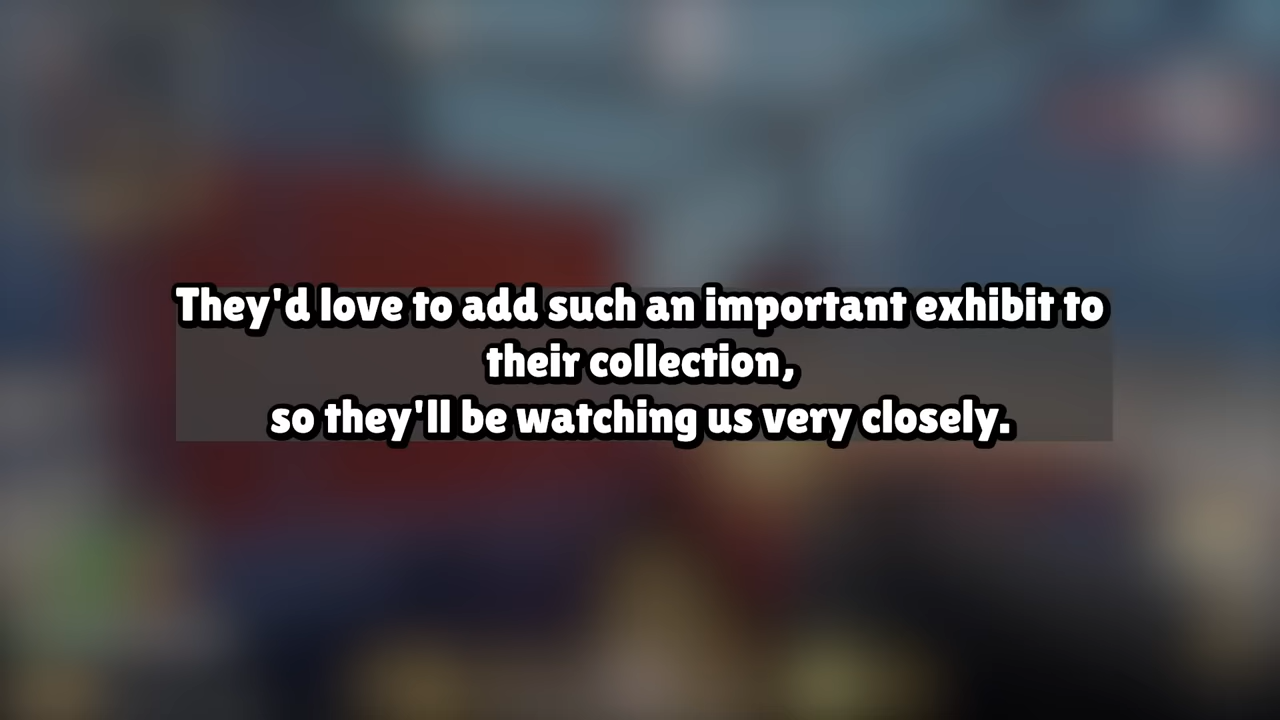 They'd love to add such an important exhibit to
their collection,
so they'll be watching us very closely.